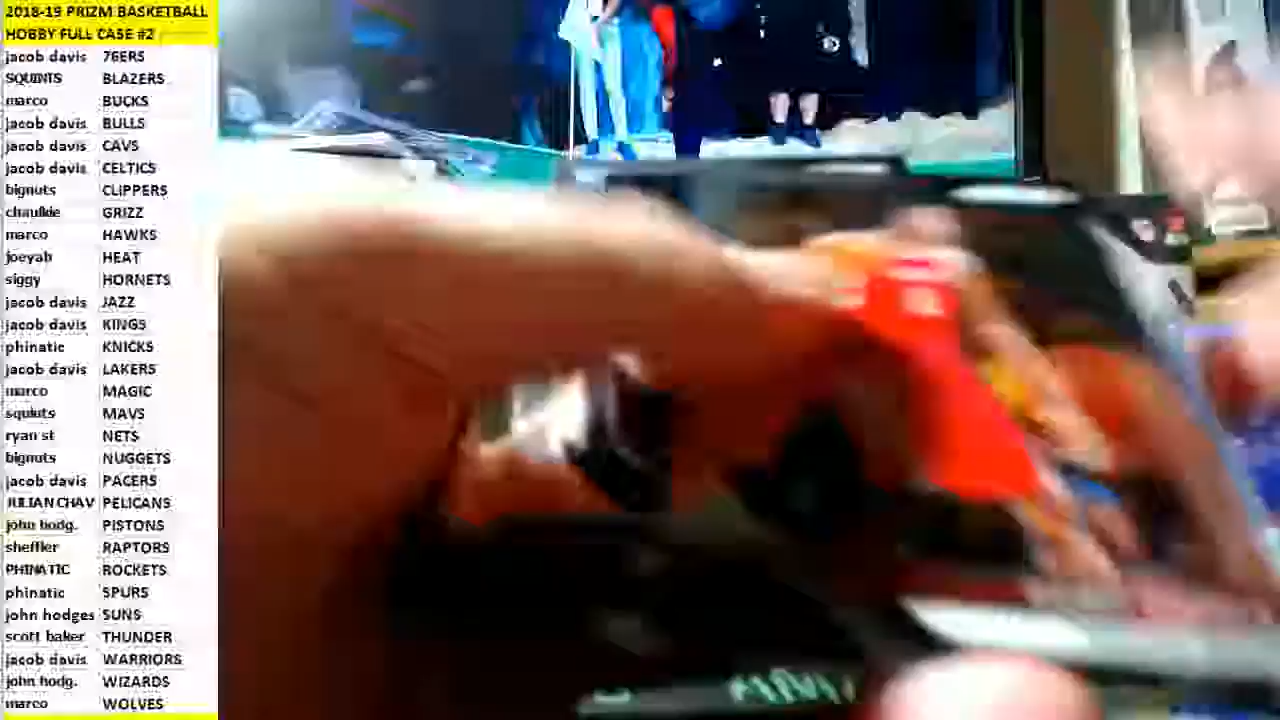 2018-19 PRIZM BASKETBALL
HOBBY FULL CASE #2
jacob davis 76ERS
SQUINTS BLAZERS
marco BUCKS
jacob davis BULLS
jacob davis CAVS
jacob davis CELTICS
bignuts CLIPPERS
chaulkie GRIZZ
marco HAWKS
joeyah HEAT
siggy HORNETS
jacob davis JAZZ
jacob davis KINGS
phinatic KNICKS
jacob davis LAKERS
marco MAGIC
squints MAVS
ryan st NETS
bignuts NUGGETS
jacob davis PACERS
JULIAN CHAV PELICANS
john hodg. PISTONS
sheffler RAPTORS
PHINATIC ROCKETS
phinatic SPURS
john hodges SUNS
scott baker THUNDER
jacob davis WARRIORS
john hodg. WIZARDS
marco WOLVES